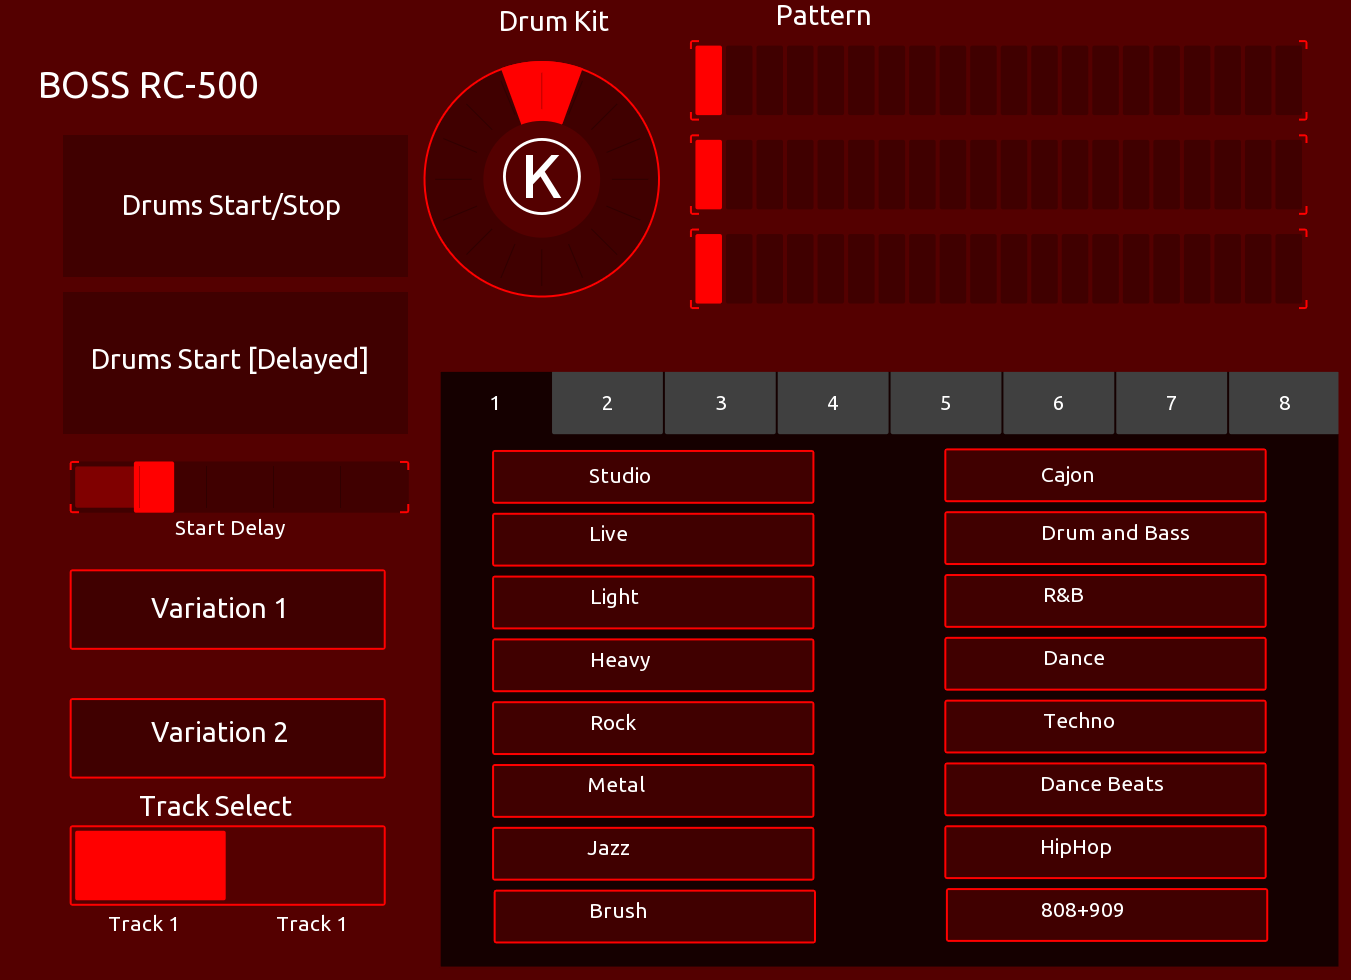 BOSS RC-500
Drums Start/Stop
Drums Start [Delayed]
Start Delay
Variation 1
Variation 2
Track Select
Track 1 Track 1
Drum Kit
K
Pattern
1 2 3 4 5 6 7 8
Studio
Live
Light
Heavy
Rock
Metal
Jazz
Brush
Cajon
Drum and Bass
R&B
Dance
Techno
Dance Beats
HipHop
808+909